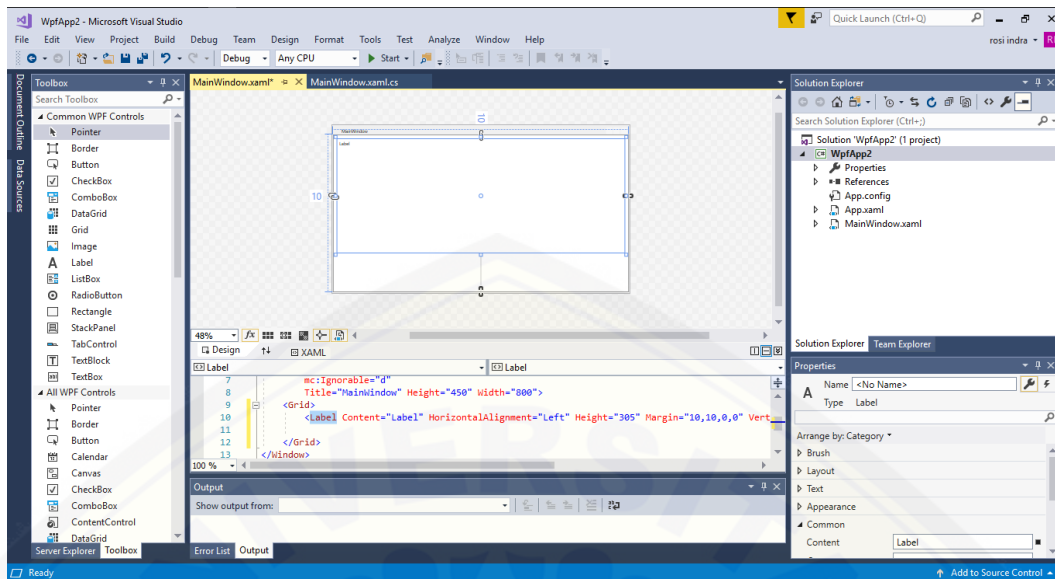 WpfApp2 - Microsoft Visual Studio
Quick Launch (Ctrl+Q)
File Edit View Project Build Debug Team Design Format Tools Test Analyze Window Help
rosi indra
Debug Any CPU Start
Document Outline
Data Sources
Toolbox
Search Toolbox
Common WPF Controls
Pointer
Border
Button
CheckBox
ComboBox
DataGrid
Grid
Image
Label
ListBox
RadioButton
Rectangle
StackPanel
TabControl
TextBlock
TextBox
All WPF Controls
Pointer
Border
Button
Calendar
Canvas
CheckBox
ComboBox
ContentControl
DataGrid
Server Explorer Toolbox
MainWindow.xaml* MainWindow.xaml.cs
10
MainWindow
Label
10
48% fx
Design XAML
Label Label
7 mc:Ignorable="d"
8 Title="MainWindow" Height="450" Width="800">
9 <Grid>
10 <Label Content="Label" HorizontalAlignment="Left" Height="305" Margin="10,10,0,0" Vert
11
12 </Grid>
13 </Window>
100 %
Output
Show output from:
Error List Output
Solution Explorer
Search Solution Explorer (Ctrl+;)
Solution 'WpfApp2' (1 project)
C# WpfApp2
Properties
References
App.config
App.xaml
MainWindow.xaml
Solution Explorer Team Explorer
Properties
Name <No Name>
Type Label
Arrange by: Category
Brush
Layout
Text
Appearance
Common
Content Label
Ready
Add to Source Control